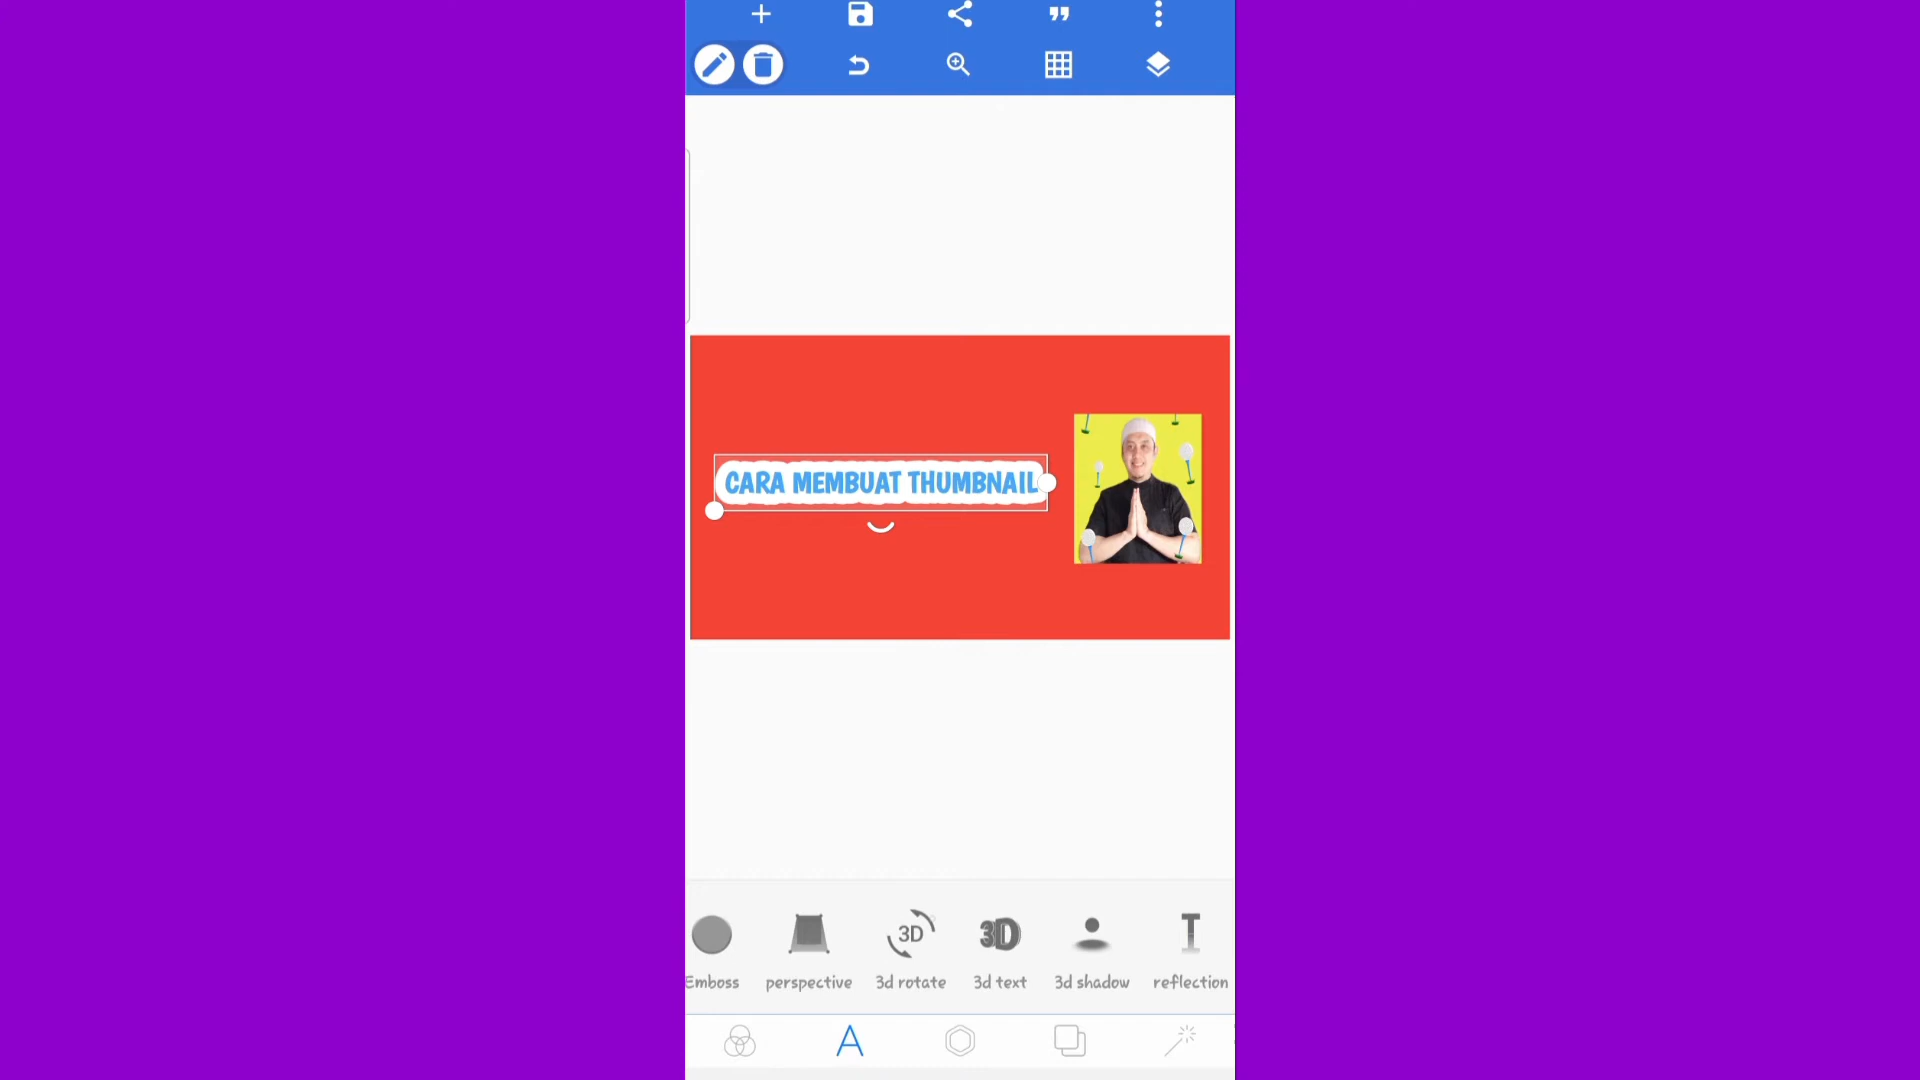 CARA MEMBUAT THUMBNAIL
3D
3D
Emboss
perspective
3d rotate
3d text
3d shadow
reflection